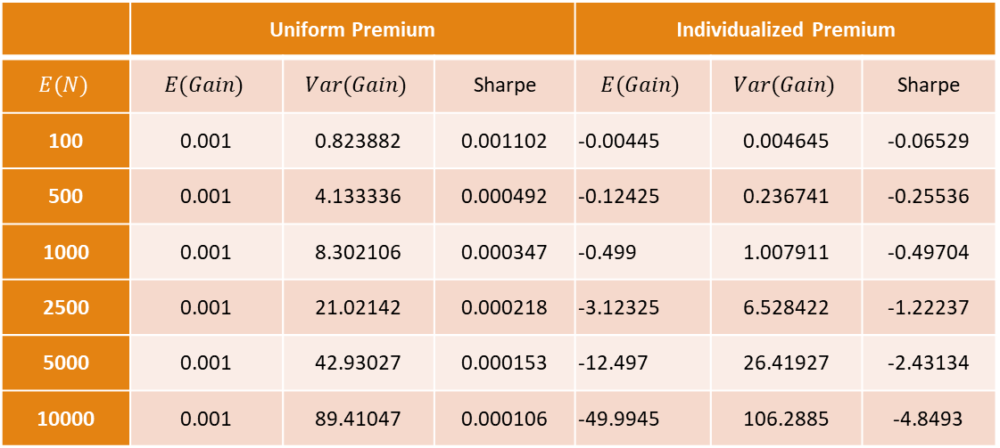 Uniform Premium Individualized Premium
E(N) E(Gain) Var(Gain) Sharpe E(Gain) Var(Gain) Sharpe
100 0.001 0.823882 0.001102 -0.00445 0.004645 -0.06529
500 0.001 4.133336 0.000492 -0.12425 0.236741 -0.25536
1000 0.001 8.302106 0.000347 -0.499 1.007911 -0.49704
2500 0.001 21.02142 0.000218 -3.12325 6.528422 -1.22237
5000 0.001 42.93027 0.000153 -12.497 26.41927 -2.43134
10000 0.001 89.41047 0.000106 -49.9945 106.2885 -4.8493